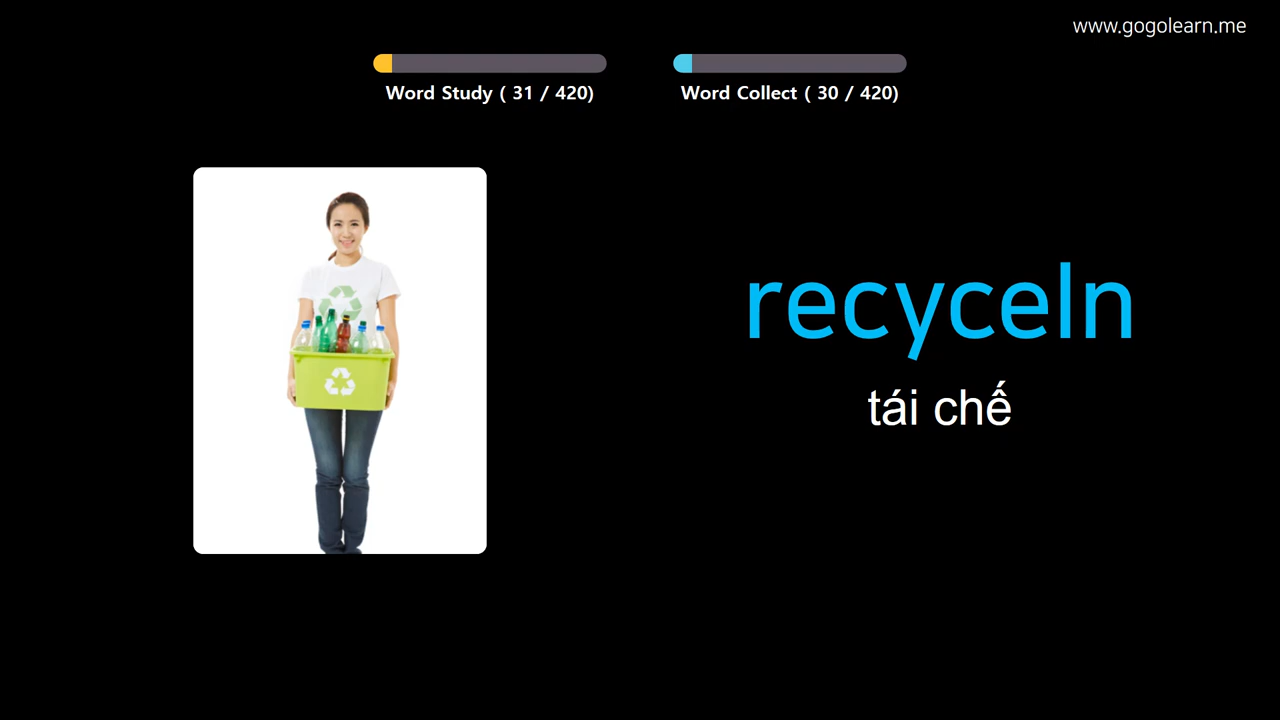 www.gogolearn.me
Word Study ( 31 / 420)
Word Collect ( 30 / 420)
recyceln
tái chế